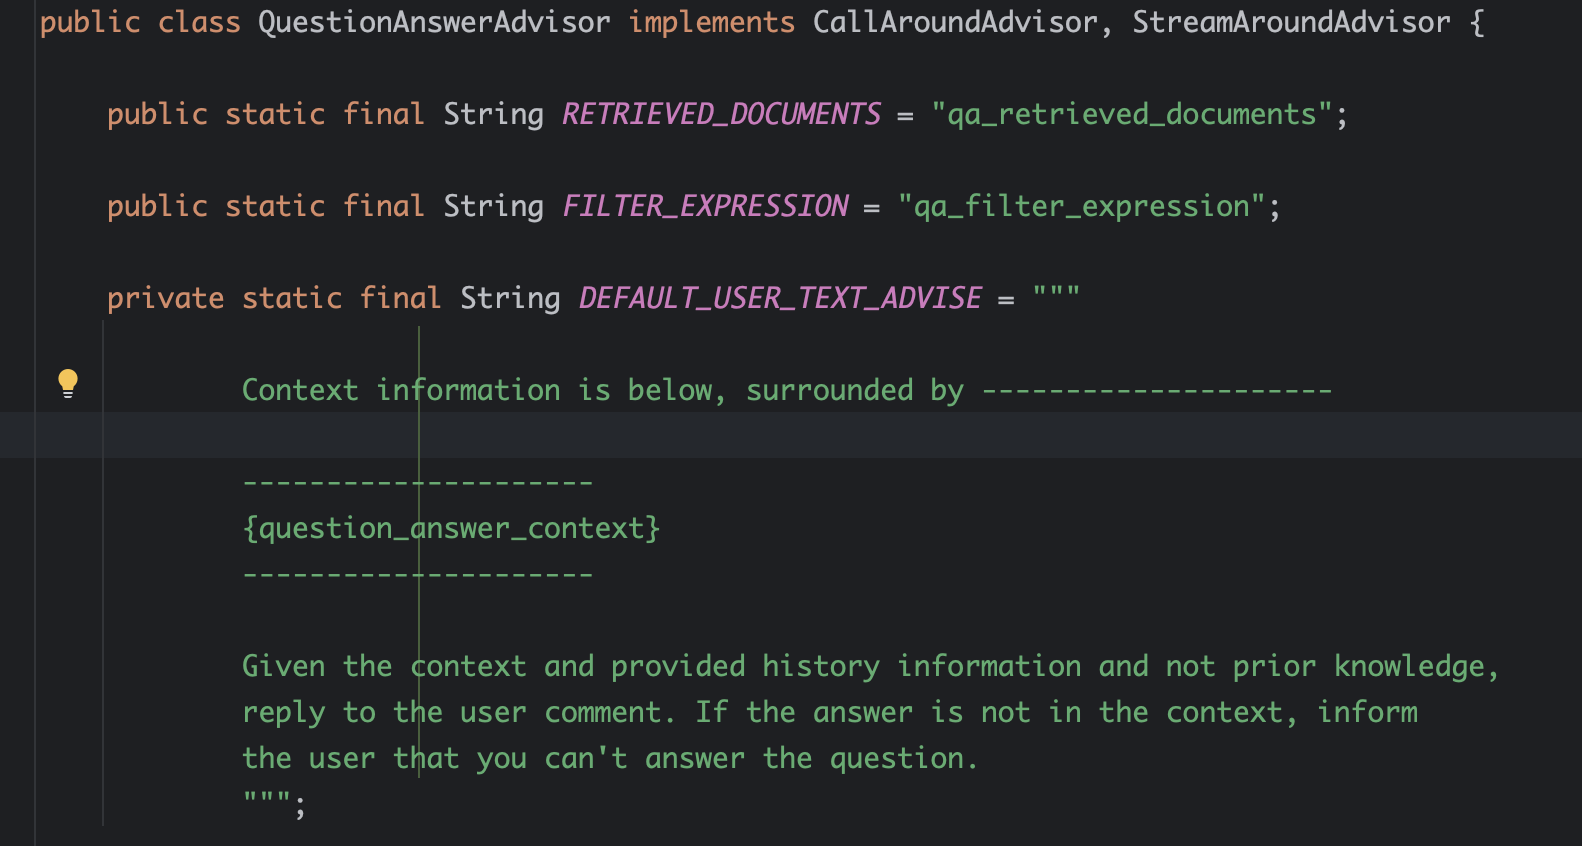 public class QuestionAnswerAdvisor implements CallAroundAdvisor, StreamAroundAdvisor {
public static final String RETRIEVED_DOCUMENTS = "qa_retrieved_documents";
public static final String FILTER_EXPRESSION = "qa_filter_expression";
private static final String DEFAULT_USER_TEXT_ADVISE = """
Context information is below, surrounded by ---------------------
---------------------
{question_answer_context}
---------------------
Given the context and provided history information and not prior knowledge,
reply to the user comment. If the answer is not in the context, inform
the user that you can't answer the question.
""";